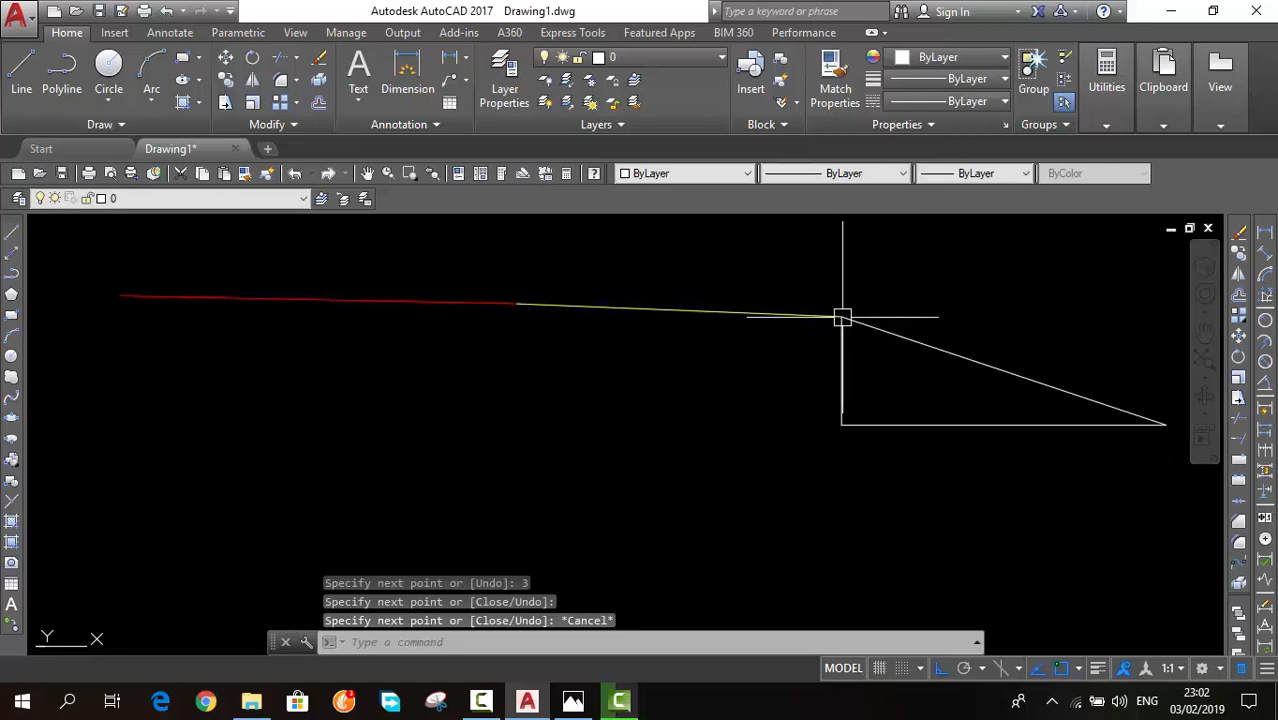 Autodesk AutoCAD 2017 Drawing1.dwg
Type a keyword or phrase
Sign In
Home Insert Annotate Parametric View Manage Output Add-ins A360 Express Tools Featured Apps BIM 360 Performance
Line Polyline Circle Arc
Text Dimension
Layer Properties
0
Insert
Match Properties
ByLayer
ByLayer
ByLayer
Group
Utilities Clipboard View
Draw Modify Annotation Layers Block Properties Groups
Start Drawing1*
ByLayer ByLayer ByLayer ByColor
0
Specify next point or [Undo]: 3
Specify next point or [Close/Undo]:
Specify next point or [Close/Undo]: *Cancel*
Y X
Type a command
MODEL 1:1
ENG
23:02
03/02/2019